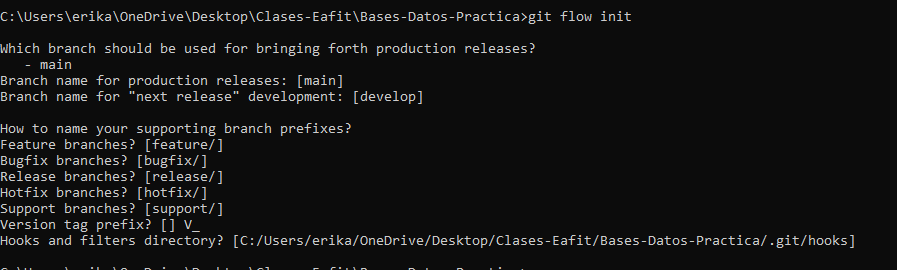 C:\Users\erika\OneDrive\Desktop\Clases-Eafit\Bases-Datos-Practica>git flow init
Which branch should be used for bringing forth production releases?
- main
Branch name for production releases: [main]
Branch name for "next release" development: [develop]
How to name your supporting branch prefixes?
Feature branches? [feature/]
Bugfix branches? [bugfix/]
Release branches? [release/]
Hotfix branches? [hotfix/]
Support branches? [support/]
Version tag prefix? [] V_
Hooks and filters directory? [C:/Users/erika/OneDrive/Desktop/Clases-Eafit/Bases-Datos-Practica/.git/hooks]